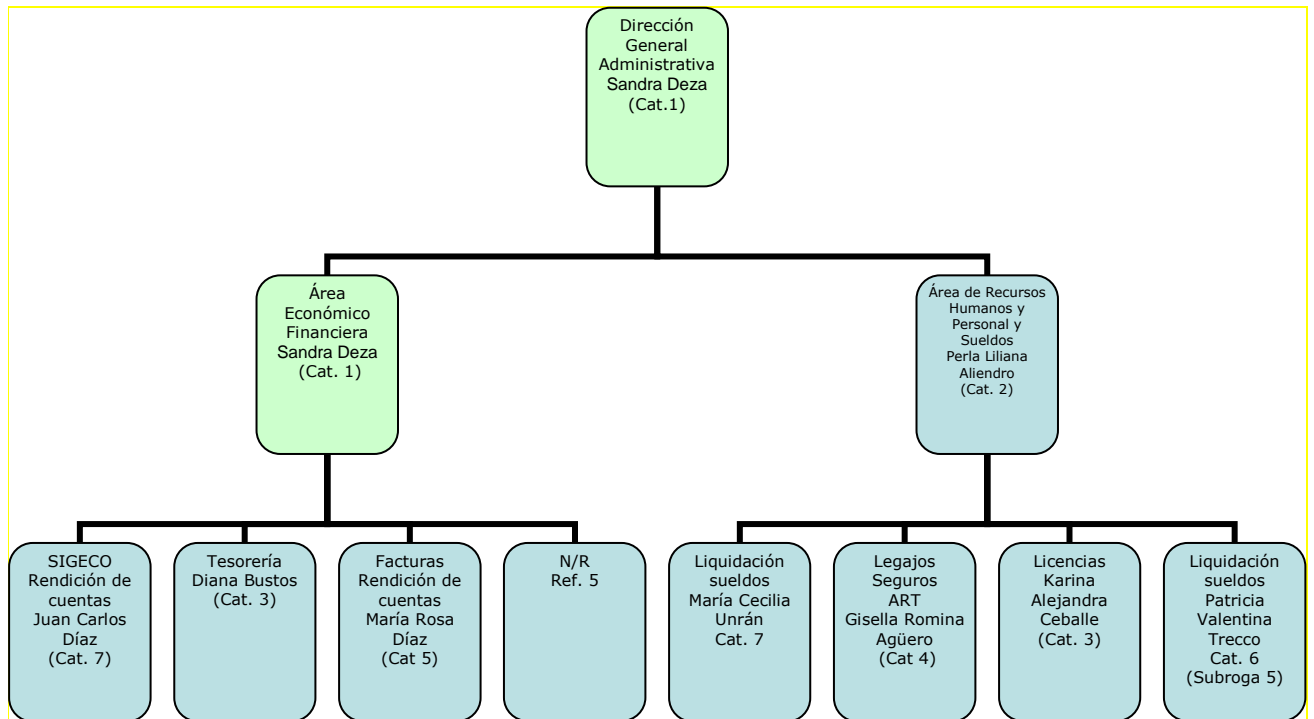 Dirección
General
Administrativa
Sandra Deza
(Cat.1)
Área
Económico
Financiera
Sandra Deza
(Cat. 1)
Área de Recursos
Humanos y
Personal y
Sueldos
Perla Liliana
Aliendro
(Cat. 2)
SIGECO
Rendición de
cuentas
Juan Carlos
Díaz
(Cat. 7)
Tesorería
Diana Bustos
(Cat. 3)
Facturas
Rendición de
cuentas
María Rosa
Díaz
(Cat 5)
N/R
Ref. 5
Liquidación
sueldos
María Cecilia
Unrán
Cat. 7
Legajos
Seguros
ART
Gisella Romina
Agüero
(Cat 4)
Licencias
Karina
Alejandra
Ceballe
(Cat. 3)
Liquidación
sueldos
Patricia
Valentina
Trecco
Cat. 6
(Subroga 5)